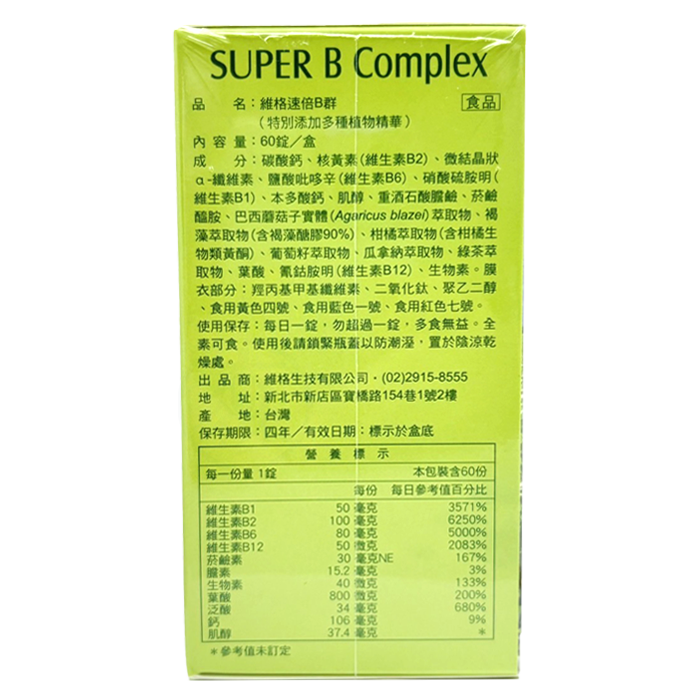 SUPER B Complex
品 名：維格速倍B群 食品
（特別添加多種植物精華）
內 容 量：60錠／盒
成 分：碳酸鈣、核黃素(維生素B2)、微結晶狀
α-纖維素、鹽酸吡哆辛(維生素B6)、硝酸硫胺明(
維生素B1)、本多酸鈣、肌醇、重酒石酸膽鹼、菸鹼
醯胺、巴西蘑菇子實體(Agaricus blazei)萃取物、褐
藻萃取物(含褐藻醣膠90%)、柑橘萃取物(含柑橘生
物類黃酮)、葡萄籽萃取物、瓜拿納萃取物、綠茶萃
取物、葉酸、氰鈷胺明(維生素B12)、生物素。膜
衣部分：羥丙基甲基纖維素、二氧化鈦、聚乙二醇
、食用黃色四號、食用藍色一號、食用紅色七號。
使用保存：每日一錠，勿超過一錠，多食無益。全
素可食。使用後請鎖緊瓶蓋以防潮溼，置於陰涼乾
燥處。
出 品 商：維格生技有限公司・(02)2915-8555
地 址：新北市新店區寶橋路154巷1號2樓
產 地：台灣
保存期限：四年／有效日期：標示於盒底
營 養 標 示
每一份量 1錠 本包裝含60份
每份 每日參考值百分比
維生素B1 50 毫克 3571%
維生素B2 100 毫克 6250%
維生素B6 80 毫克 5000%
維生素B12 50 微克 2083%
菸鹼素 30 毫克NE 167%
膽素 15.2 毫克 3%
生物素 40 微克 133%
葉酸 800 微克 200%
泛酸 34 毫克 680%
鈣 106 毫克 9%
肌醇 37.4 毫克 *
*參考值未訂定